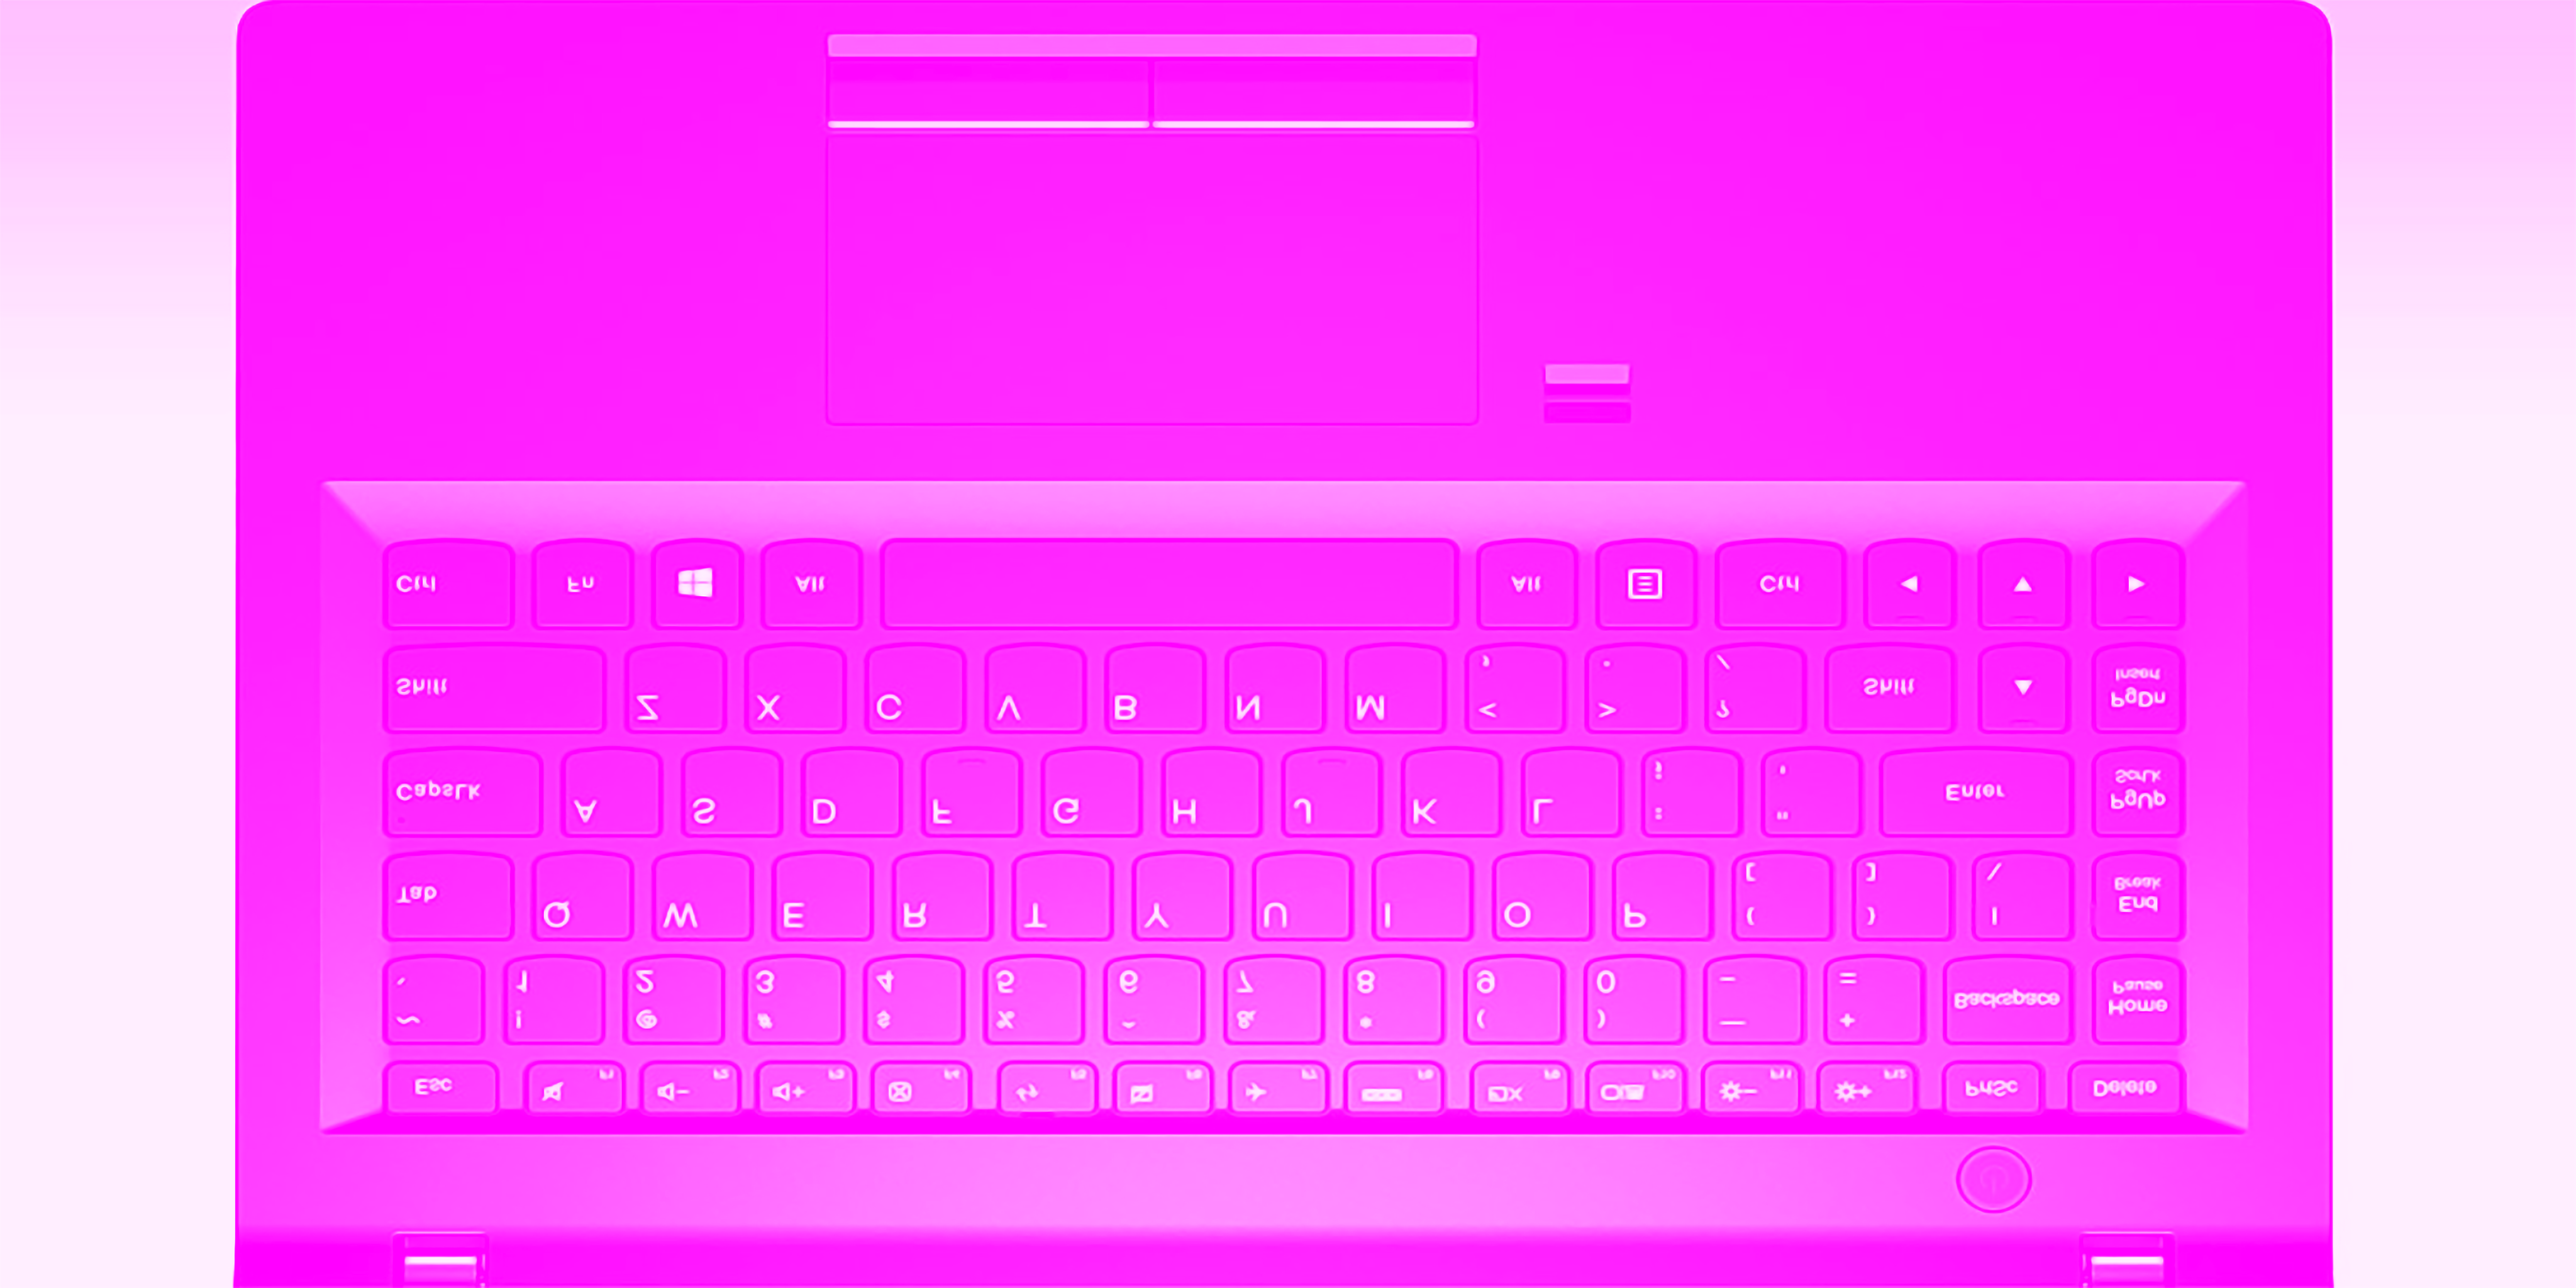 Esc F1 F2 F3 F4 F5 F6 F7 F8 F9 F10 F11 F12 PrtSc Delete
~ ! @ # $ % ^ & * ( ) _ + Backspace Home
` 1 2 3 4 5 6 7 8 9 0 - = Pause
Tab Q W E R T Y U I O P { } | End
[ ] \ Break
CapsLk A S D F G H J K L : " Enter PgUp
; ' ScrLk
Shift Z X C V B N M < > ? Shift PgDn
, . / Insert
Ctrl Fn Alt Alt Ctrl